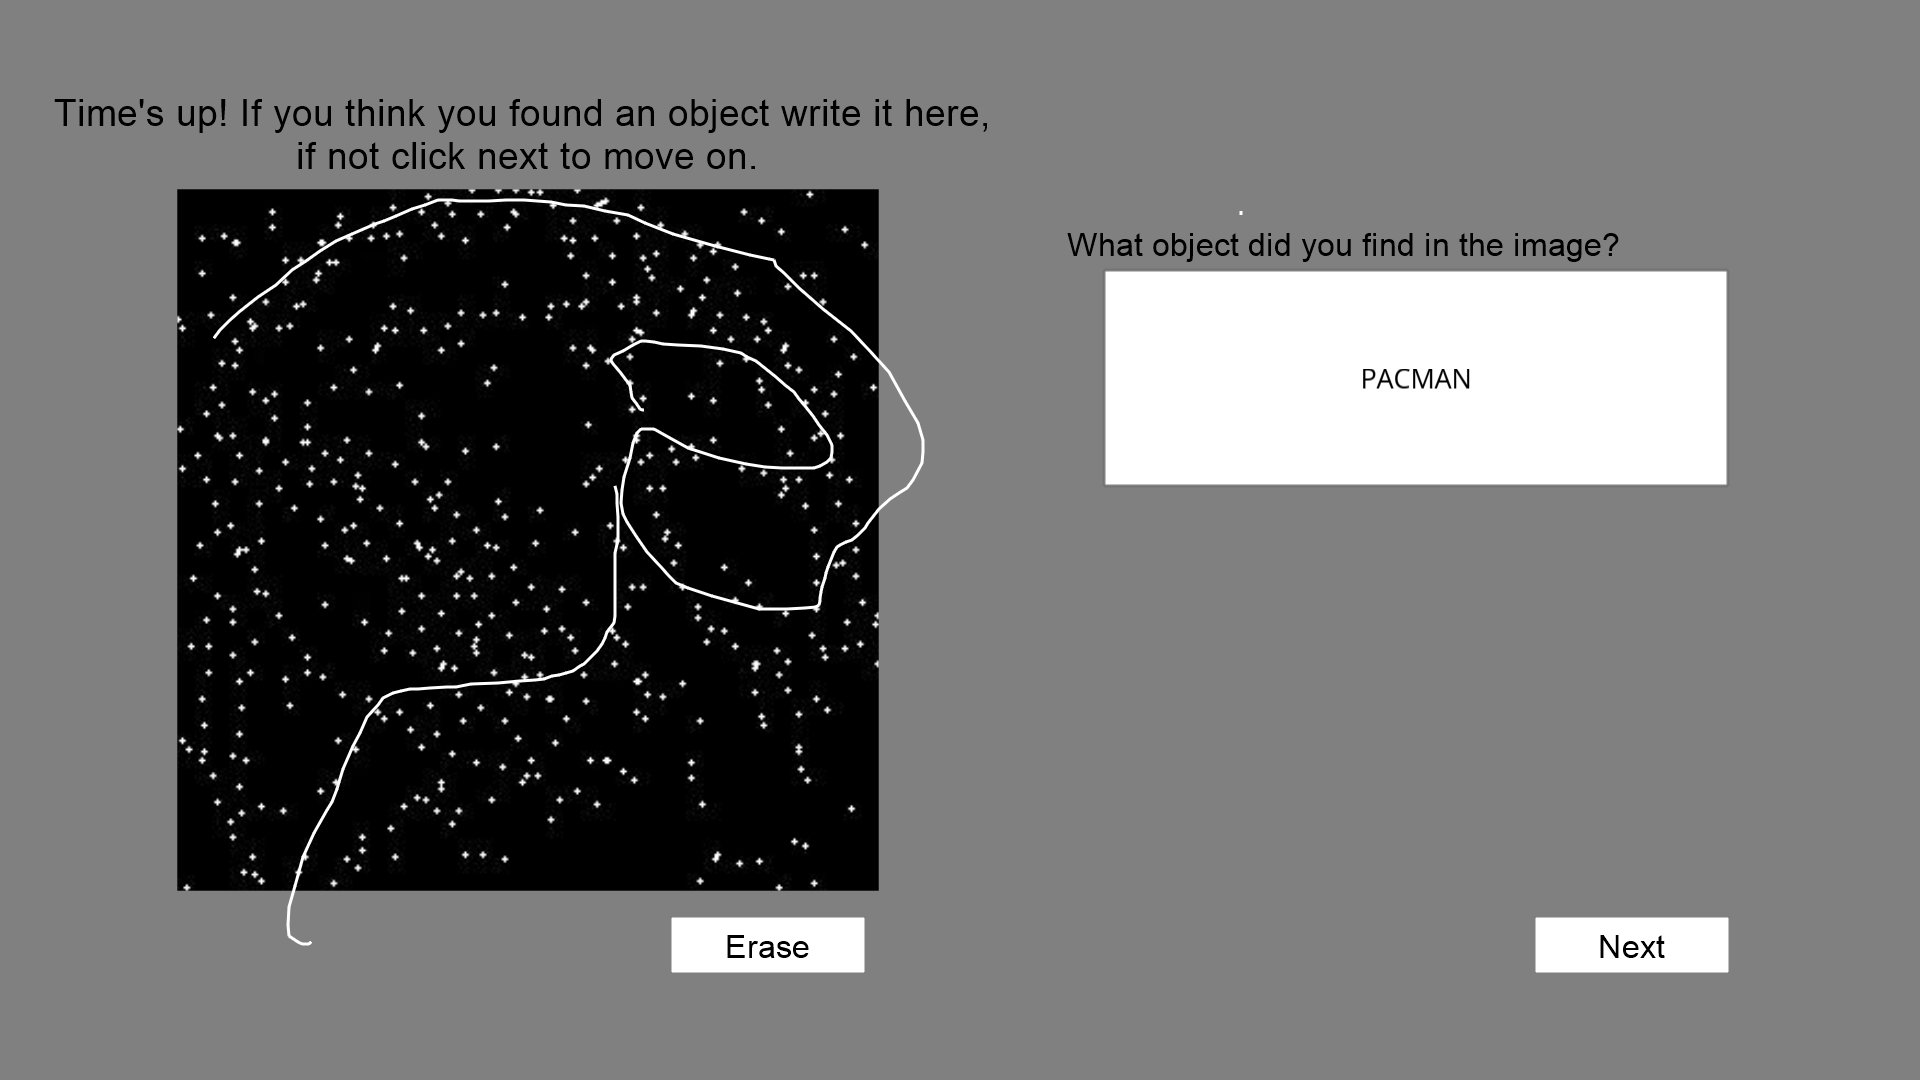 Time's up! If you think you found an object write it here,
if not click next to move on.
What object did you find in the image?
PACMAN
Erase
Next